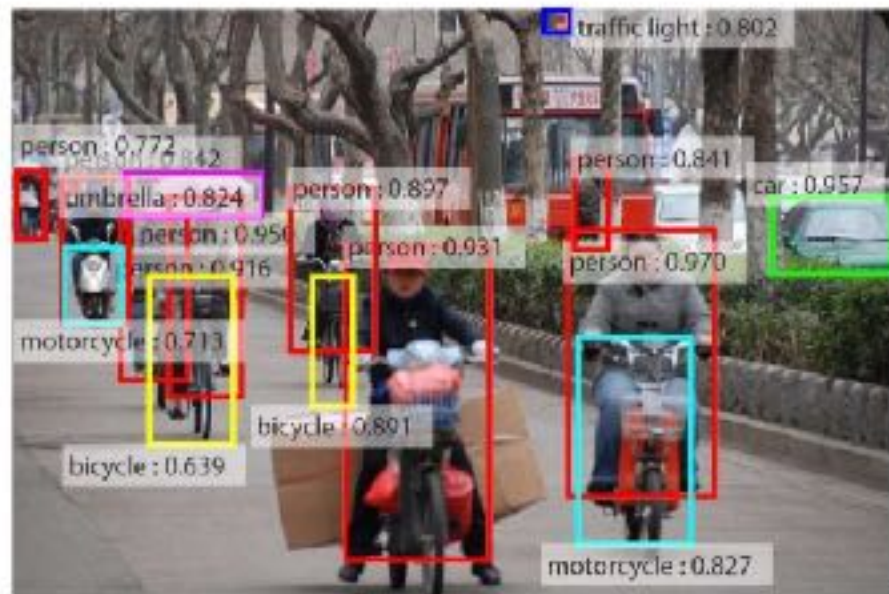 traffic light : 0.802
person : 0.772
person : 0.842
person : 0.841
umbrella : 0.824
person : 0.897
car : 0.957
person : 0.950
person : 0.931
person : 0.916
person : 0.970
motorcycle : 0.713
bicycle : 0.891
bicycle : 0.639
motorcycle : 0.827